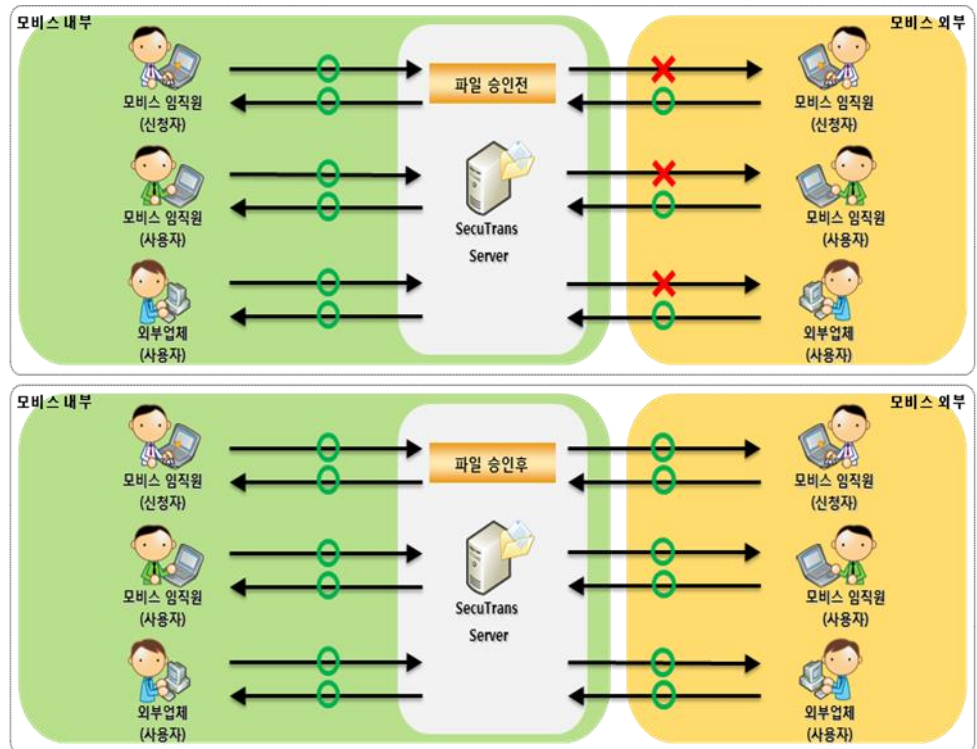 모비스 내부
모비스 외부
파일 승인전
모비스 임직원
(신청자)
모비스 임직원
(신청자)
모비스 임직원
(사용자)
SecuTrans
Server
모비스 임직원
(사용자)
외부업체
(사용자)
외부업체
(사용자)
모비스 내부
모비스 외부
파일 승인후
모비스 임직원
(신청자)
모비스 임직원
(신청자)
모비스 임직원
(사용자)
SecuTrans
Server
모비스 임직원
(사용자)
외부업체
(사용자)
외부업체
(사용자)